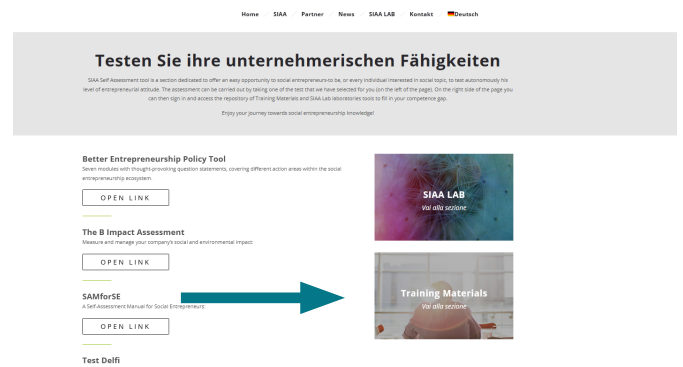 Home SIAA Partner News SIAA LAB Kontakt Deutsch
Testen Sie ihre unternehmerischen Fähigkeiten
SIAA Self Assessment tool is a section dedicated to offer an easy opportunity to social entrepreneurs-to be, or every individual interested in social topic, to test autonomously his
level of entrepreneurial attitude. The assessment can be carried out by taking one of the test that we have selected for you (on the left of the page). On the right side of the page you
can then sign in and access the repository of Training Materials and SIAA Lab laboratories tools to fill in your competence gap.
Enjoy your journey towards social entrepreneurship knowledge!
Better Entrepreneurship Policy Tool
Seven modules with thought-provoking question statements, covering different action areas within the social
entrepreneurship ecosystem.
OPEN LINK
The B Impact Assessment
Measure and manage your company's social and environmental impact:
OPEN LINK
SAMforSE
A Self-Assessment Manual for Social Entrepreneurs:
OPEN LINK
Test Delfi
SIAA LAB
Vai alla sezione
Training Materials
Vai alla sezione